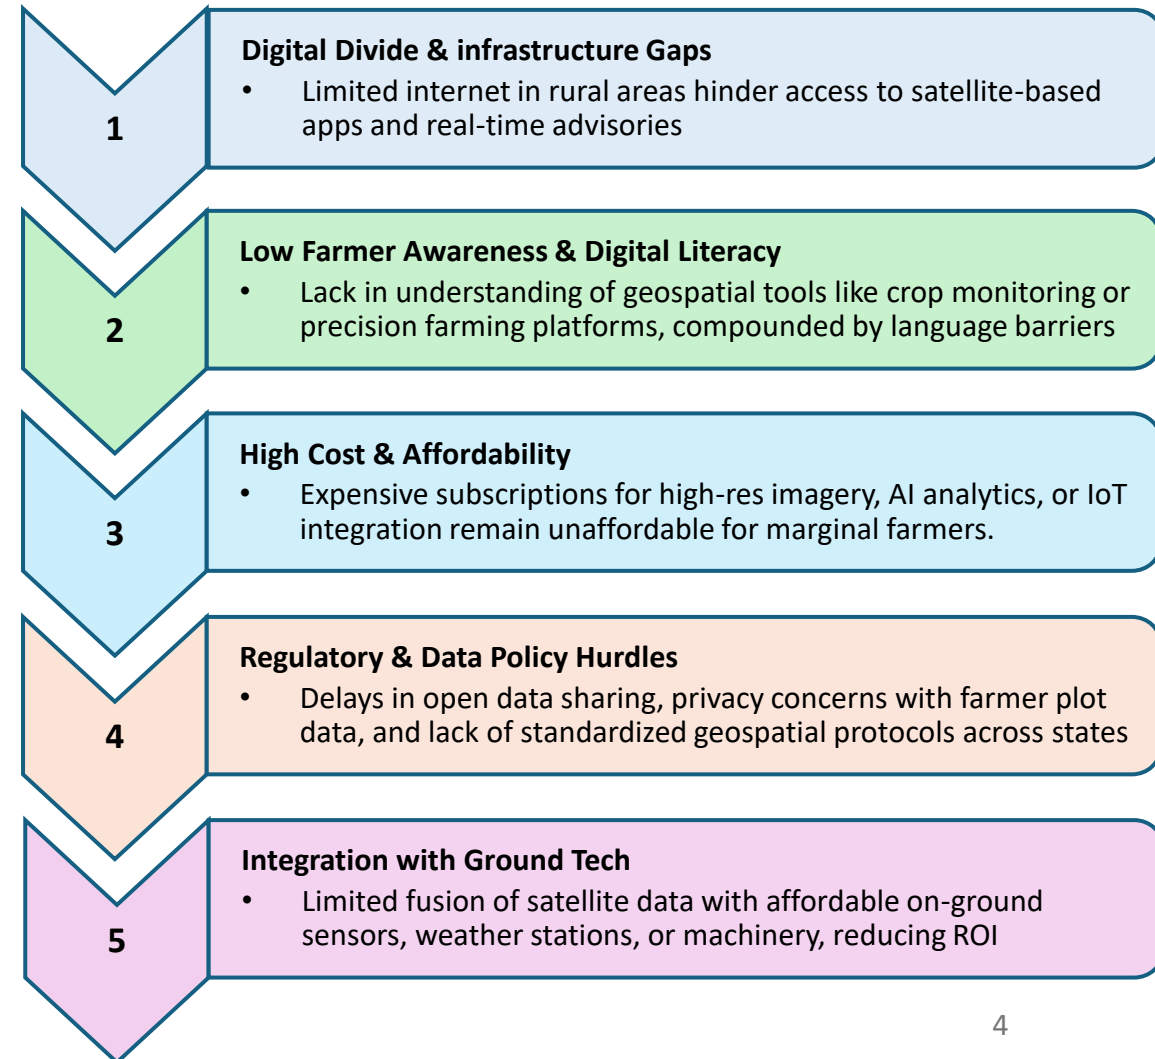 1
Digital Divide & infrastructure Gaps
• Limited internet in rural areas hinder access to satellite-based
apps and real-time advisories
2
Low Farmer Awareness & Digital Literacy
• Lack in understanding of geospatial tools like crop monitoring or
precision farming platforms, compounded by language barriers
3
High Cost & Affordability
• Expensive subscriptions for high-res imagery, AI analytics, or IoT
integration remain unaffordable for marginal farmers.
4
Regulatory & Data Policy Hurdles
• Delays in open data sharing, privacy concerns with farmer plot
data, and lack of standardized geospatial protocols across states
5
Integration with Ground Tech
• Limited fusion of satellite data with affordable on-ground
sensors, weather stations, or machinery, reducing ROI
4